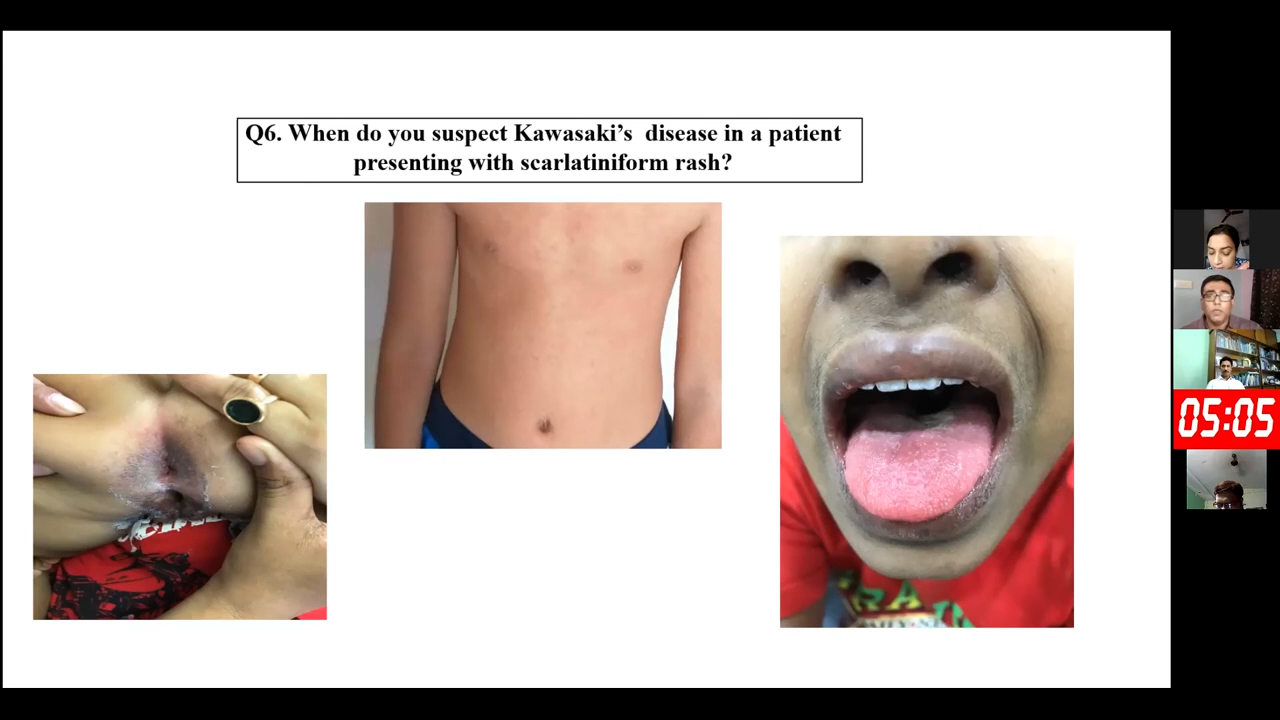 Q6. When do you suspect Kawasaki’s disease in a patient
presenting with scarlatiniform rash?
05:05